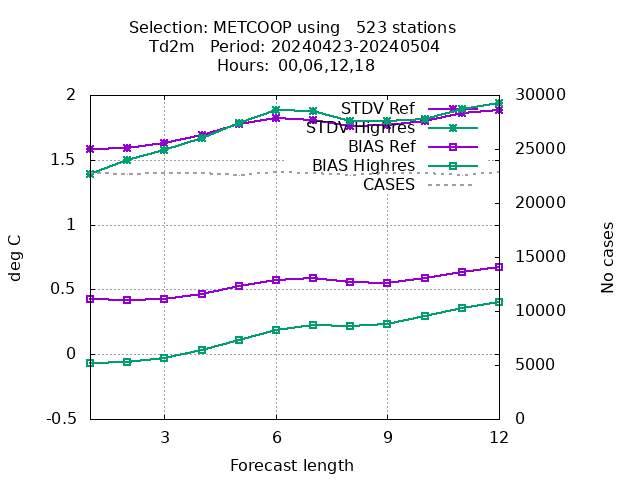 Selection: METCOOP using   523 stations
Td2m   Period: 20240423-20240504
Hours:  00,06,12,18
2
1.5
1
0.5
0
-0.5
deg C
STDV Ref
STDV Highres
BIAS Ref
BIAS Highres
CASES
30000
25000
20000
15000
10000
5000
0
No cases
3
6
9
12
Forecast length